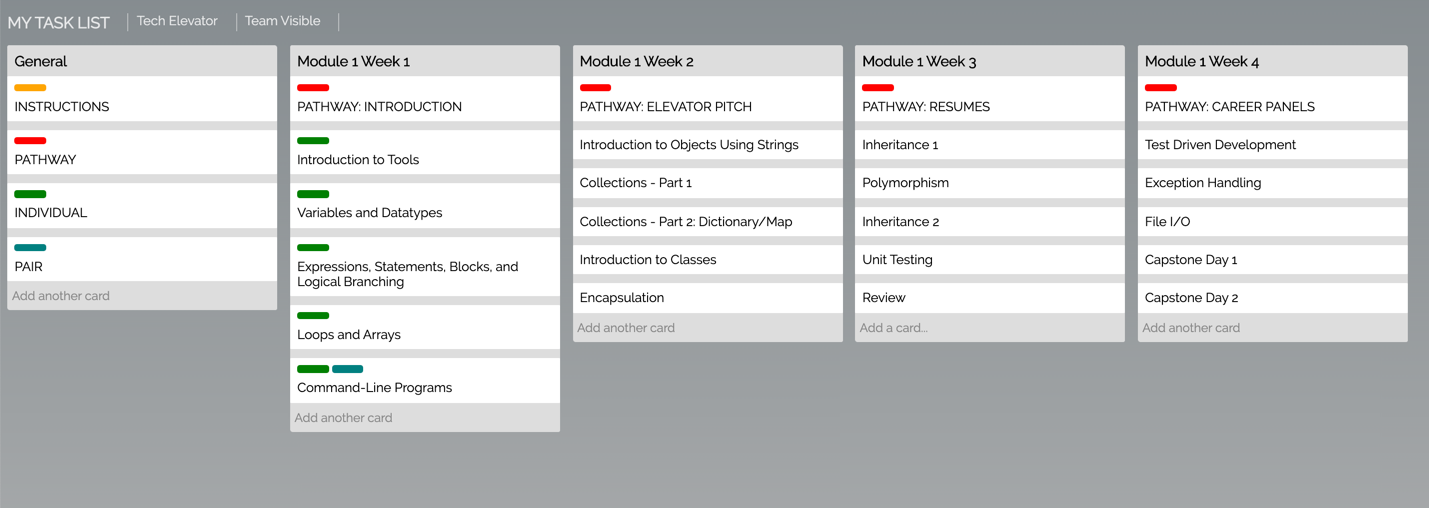 MY TASK LIST
Tech Elevator
Team Visible
General
INSTRUCTIONS
PATHWAY
INDIVIDUAL
PAIR
Add another card
Module 1 Week 1
PATHWAY: INTRODUCTION
Introduction to Tools
Variables and Datatypes
Expressions, Statements, Blocks, and
Logical Branching
Loops and Arrays
Command-Line Programs
Add another card
Module 1 Week 2
PATHWAY: ELEVATOR PITCH
Introduction to Objects Using Strings
Collections - Part 1
Collections - Part 2: Dictionary/Map
Introduction to Classes
Encapsulation
Add another card
Module 1 Week 3
PATHWAY: RESUMES
Inheritance 1
Polymorphism
Inheritance 2
Unit Testing
Review
Add a card...
Module 1 Week 4
PATHWAY: CAREER PANELS
Test Driven Development
Exception Handling
File I/O
Capstone Day 1
Capstone Day 2
Add another card